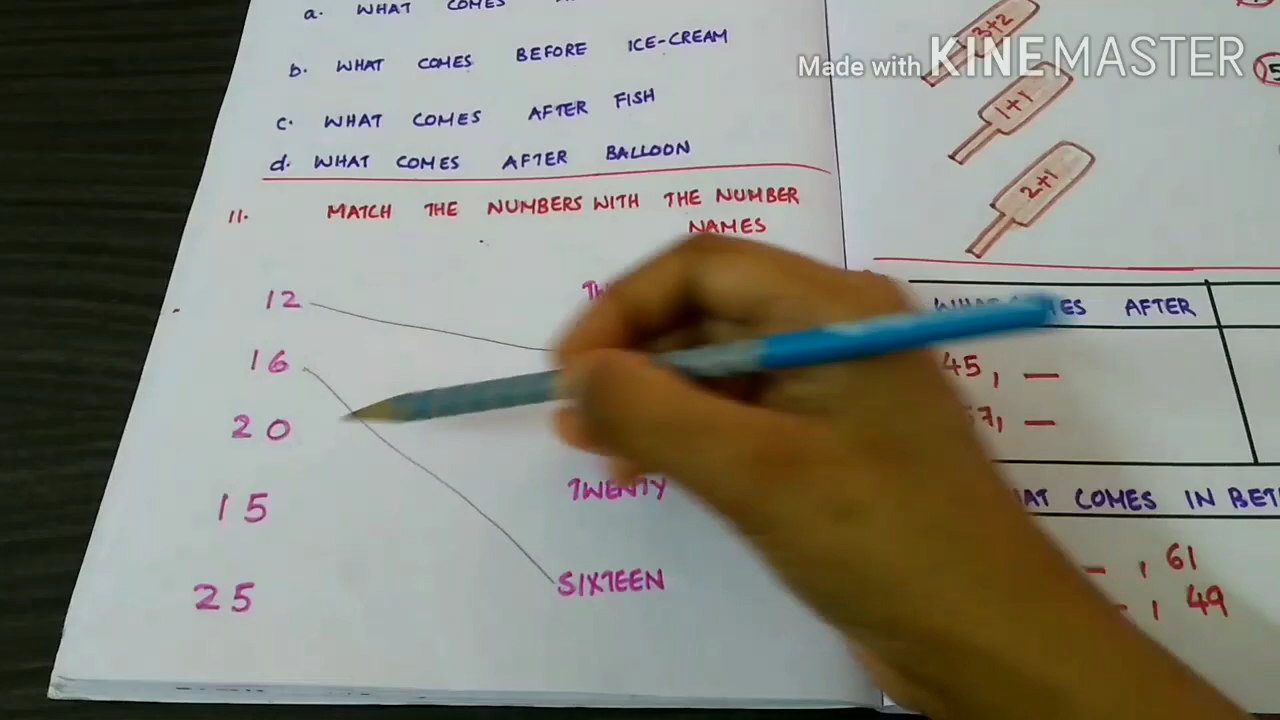 a. WHAT COMES
b. WHAT COMES BEFORE ICE-CREAM
c. WHAT COMES AFTER FISH
d. WHAT COMES AFTER BALLOON
11. MATCH THE NUMBERS WITH THE NUMBER
NAMES
12
16
20
TWENTY
15
SIXTEEN
25
Made with KINEMASTER
3+2
1+1
2+1
AFTER
45, —
—
COMES IN
, 61
, 49